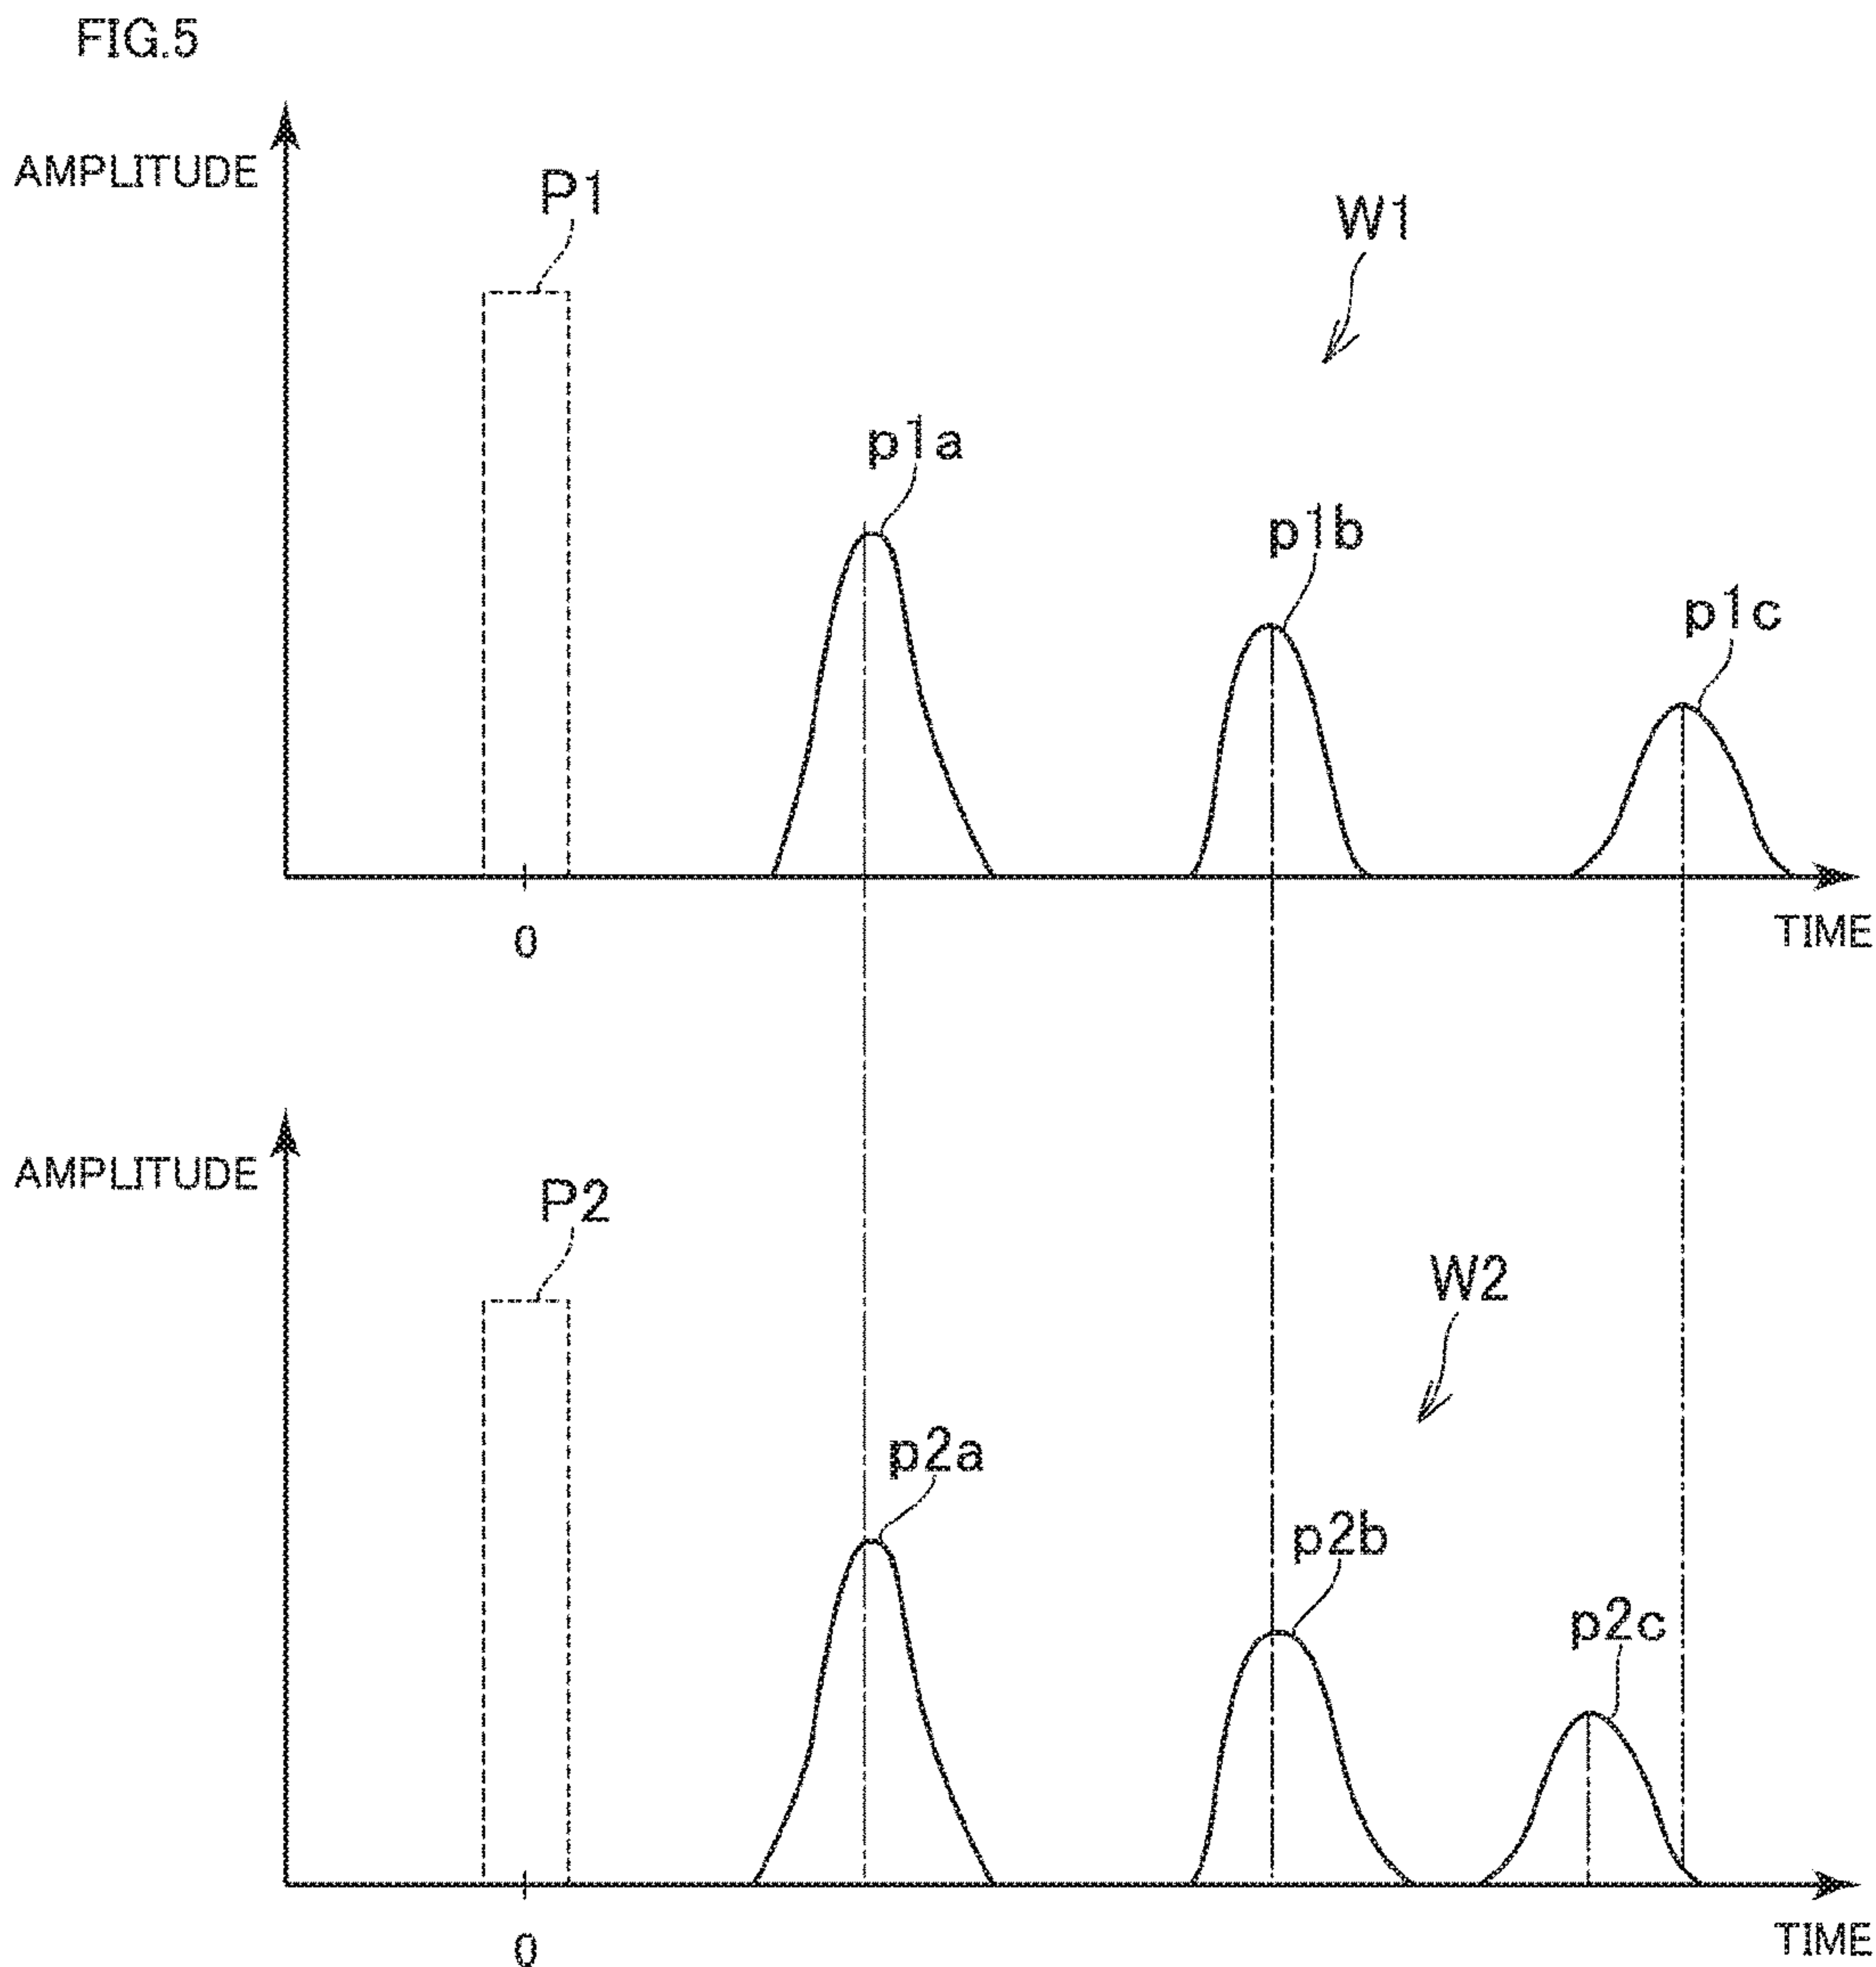 FIG.5
AMPLITUDE
P1
W1
p1a
p1b
p1c
0
TIME
AMPLITUDE
P2
W2
p2a
p2b
p2c
0
TIME